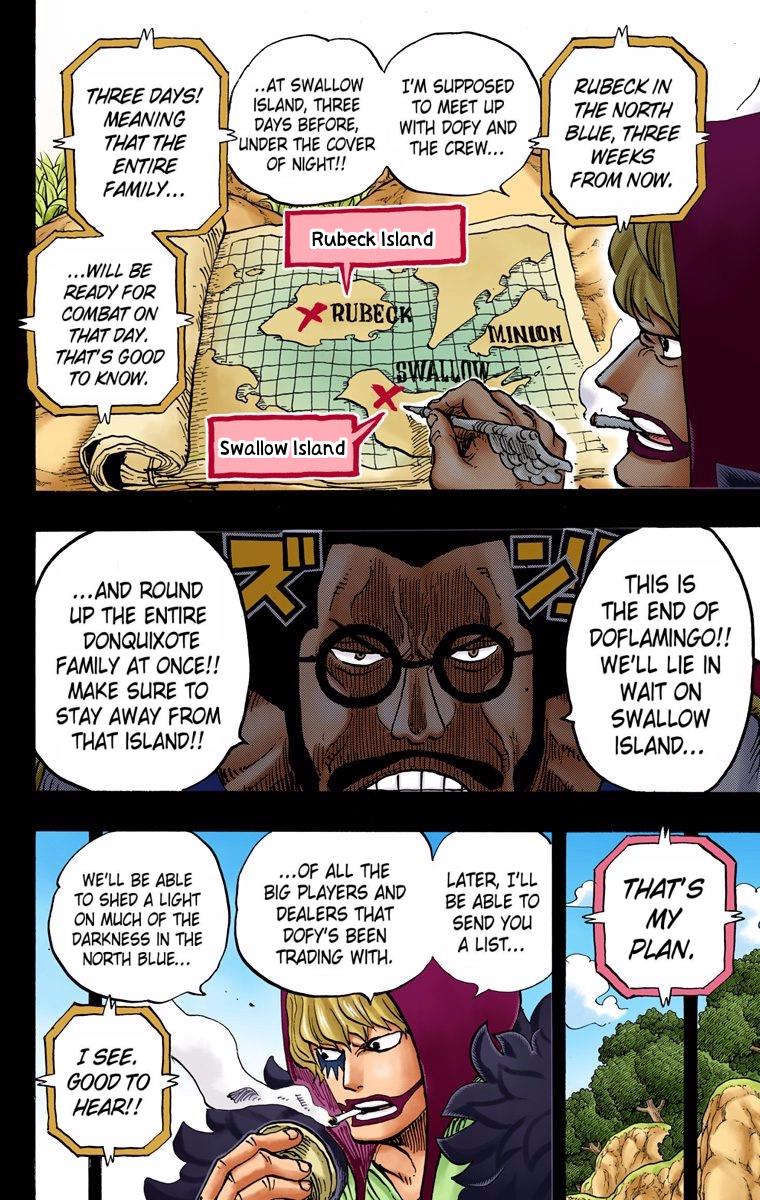 RUBECK IN
THE NORTH
BLUE, THREE
WEEKS
FROM NOW.
I'M SUPPOSED
TO MEET UP
WITH DOFY AND
THE CREW...
..AT SWALLOW
ISLAND, THREE
DAYS BEFORE,
UNDER THE COVER
OF NIGHT!!
THREE DAYS!
MEANING
THAT THE
ENTIRE
FAMILY...
...WILL BE
READY FOR
COMBAT ON
THAT DAY.
THAT'S GOOD
TO KNOW.
Rubeck Island
RUBECK
MINION
SWALLOW
Swallow Island
THIS IS
THE END OF
DOFLAMINGO!!
WE'LL LIE IN
WAIT ON
SWALLOW
ISLAND...
ズン!!
...AND ROUND
UP THE ENTIRE
DONQUIXOTE
FAMILY AT ONCE!!
MAKE SURE TO
STAY AWAY FROM
THAT ISLAND!!
THAT'S
MY
PLAN.
LATER, I'LL
BE ABLE TO
SEND YOU
A LIST...
...OF ALL THE
BIG PLAYERS AND
DEALERS THAT
DOFY'S BEEN
TRADING WITH.
WE'LL BE ABLE
TO SHED A LIGHT
ON MUCH OF THE
DARKNESS IN THE
NORTH BLUE...
I SEE.
GOOD TO
HEAR!!